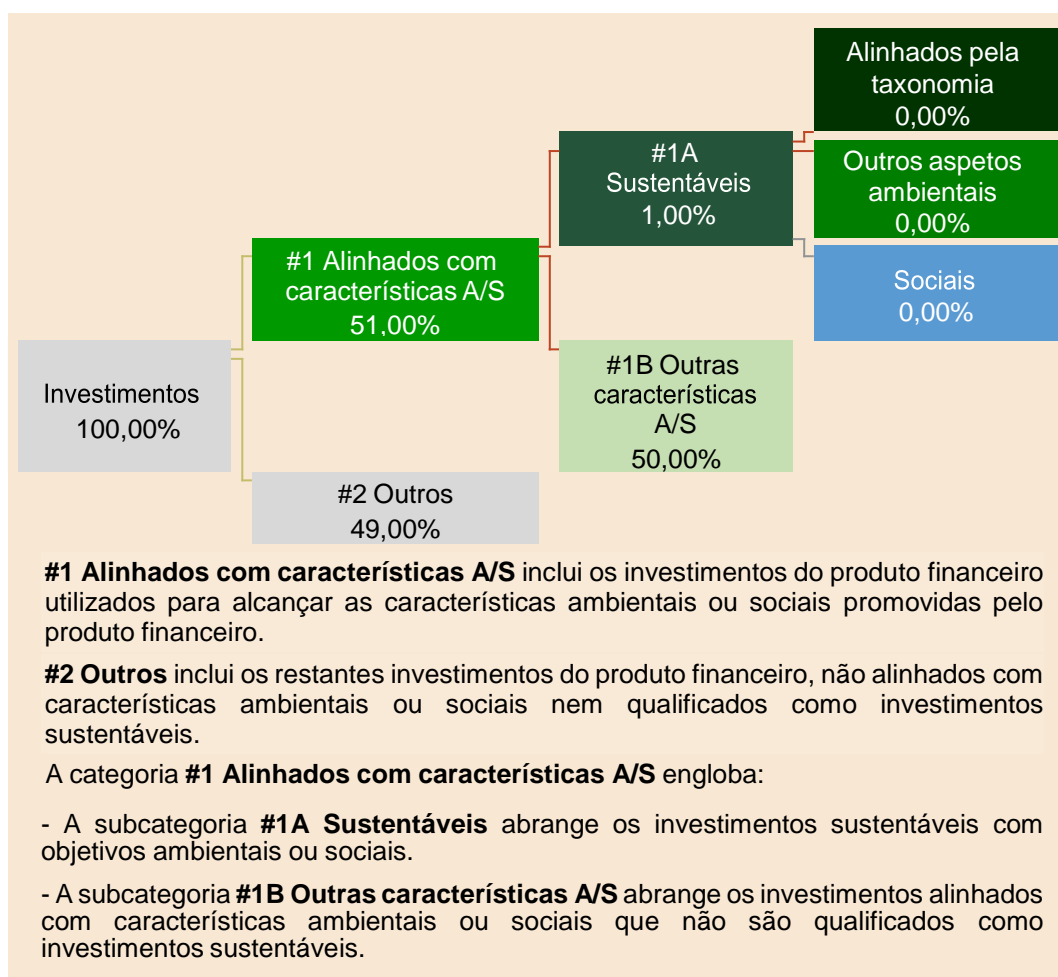 Alinhados pela
taxonomia
0,00%
#1A
Sustentáveis
1,00%
Outros aspetos
ambientais
0,00%
#1 Alinhados com
características A/S
51,00%
Sociais
0,00%
Investimentos
100,00%
#1B Outras
características
A/S
50,00%
#2 Outros
49,00%
#1 Alinhados com características A/S inclui os investimentos do produto financeiro
utilizados para alcançar as características ambientais ou sociais promovidas pelo
produto financeiro.
#2 Outros inclui os restantes investimentos do produto financeiro, não alinhados com
características ambientais ou sociais nem qualificados como investimentos
sustentáveis.
A categoria #1 Alinhados com características A/S engloba:
- A subcategoria #1A Sustentáveis abrange os investimentos sustentáveis com
objetivos ambientais ou sociais.
- A subcategoria #1B Outras características A/S abrange os investimentos alinhados
com características ambientais ou sociais que não são qualificados como
investimentos sustentáveis.